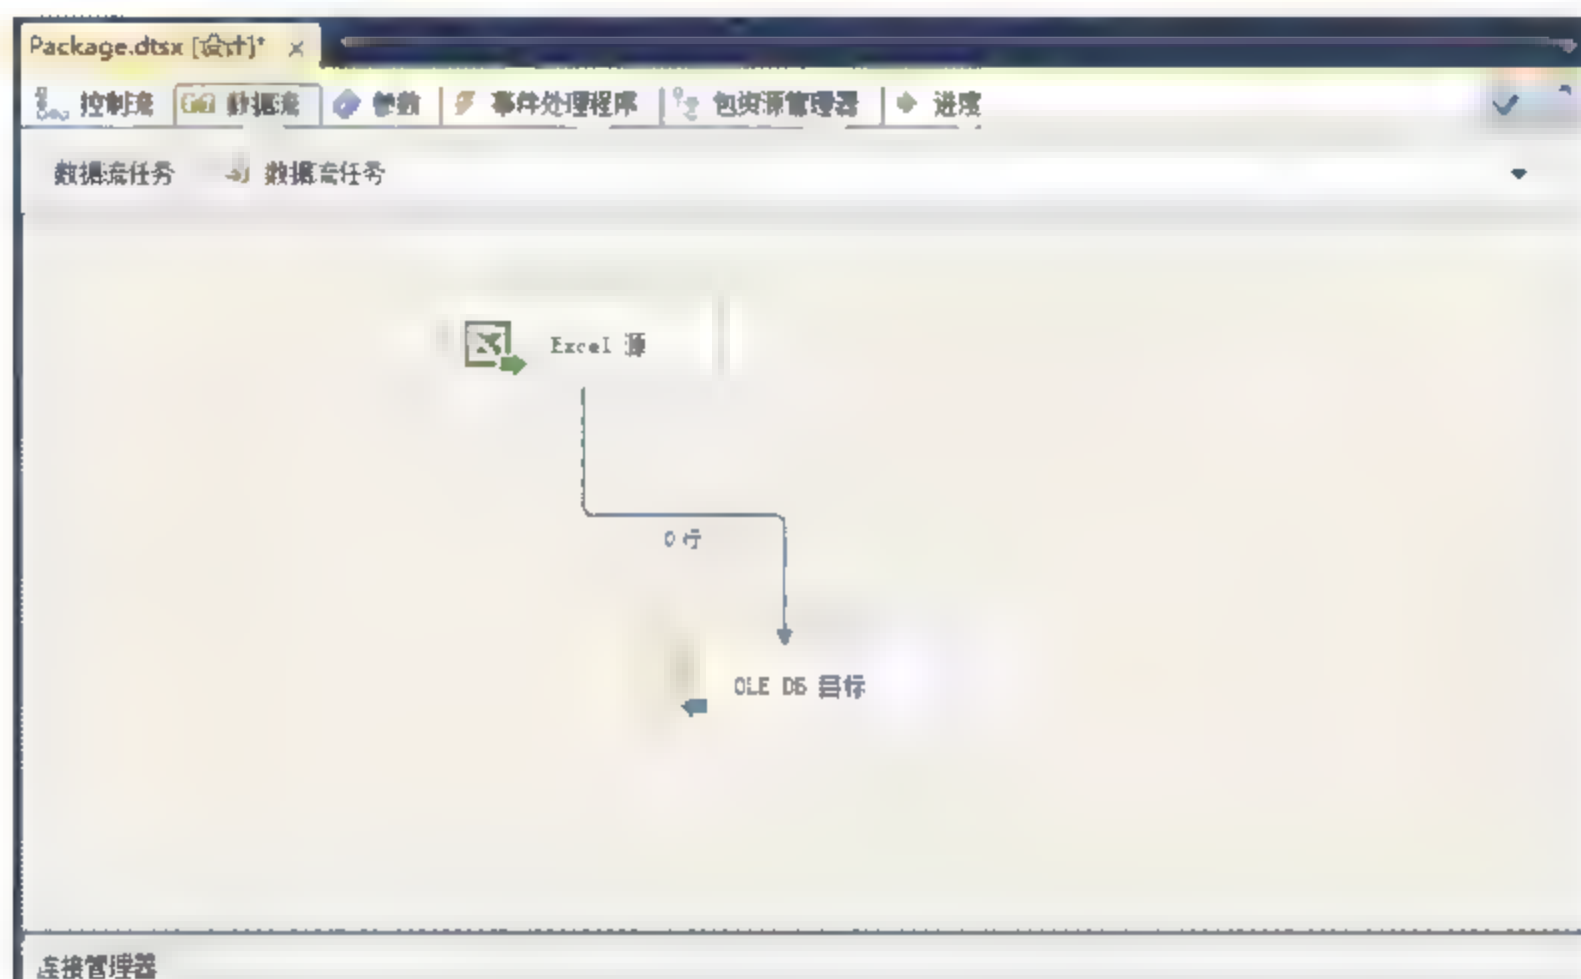 Package.dtsx [设计]* ×
控制流 数据流 参数 事件处理程序 包资源管理器 进度
数据流任务 数据流任务
Excel 源
0 行
OLE DB 目标
连接管理器